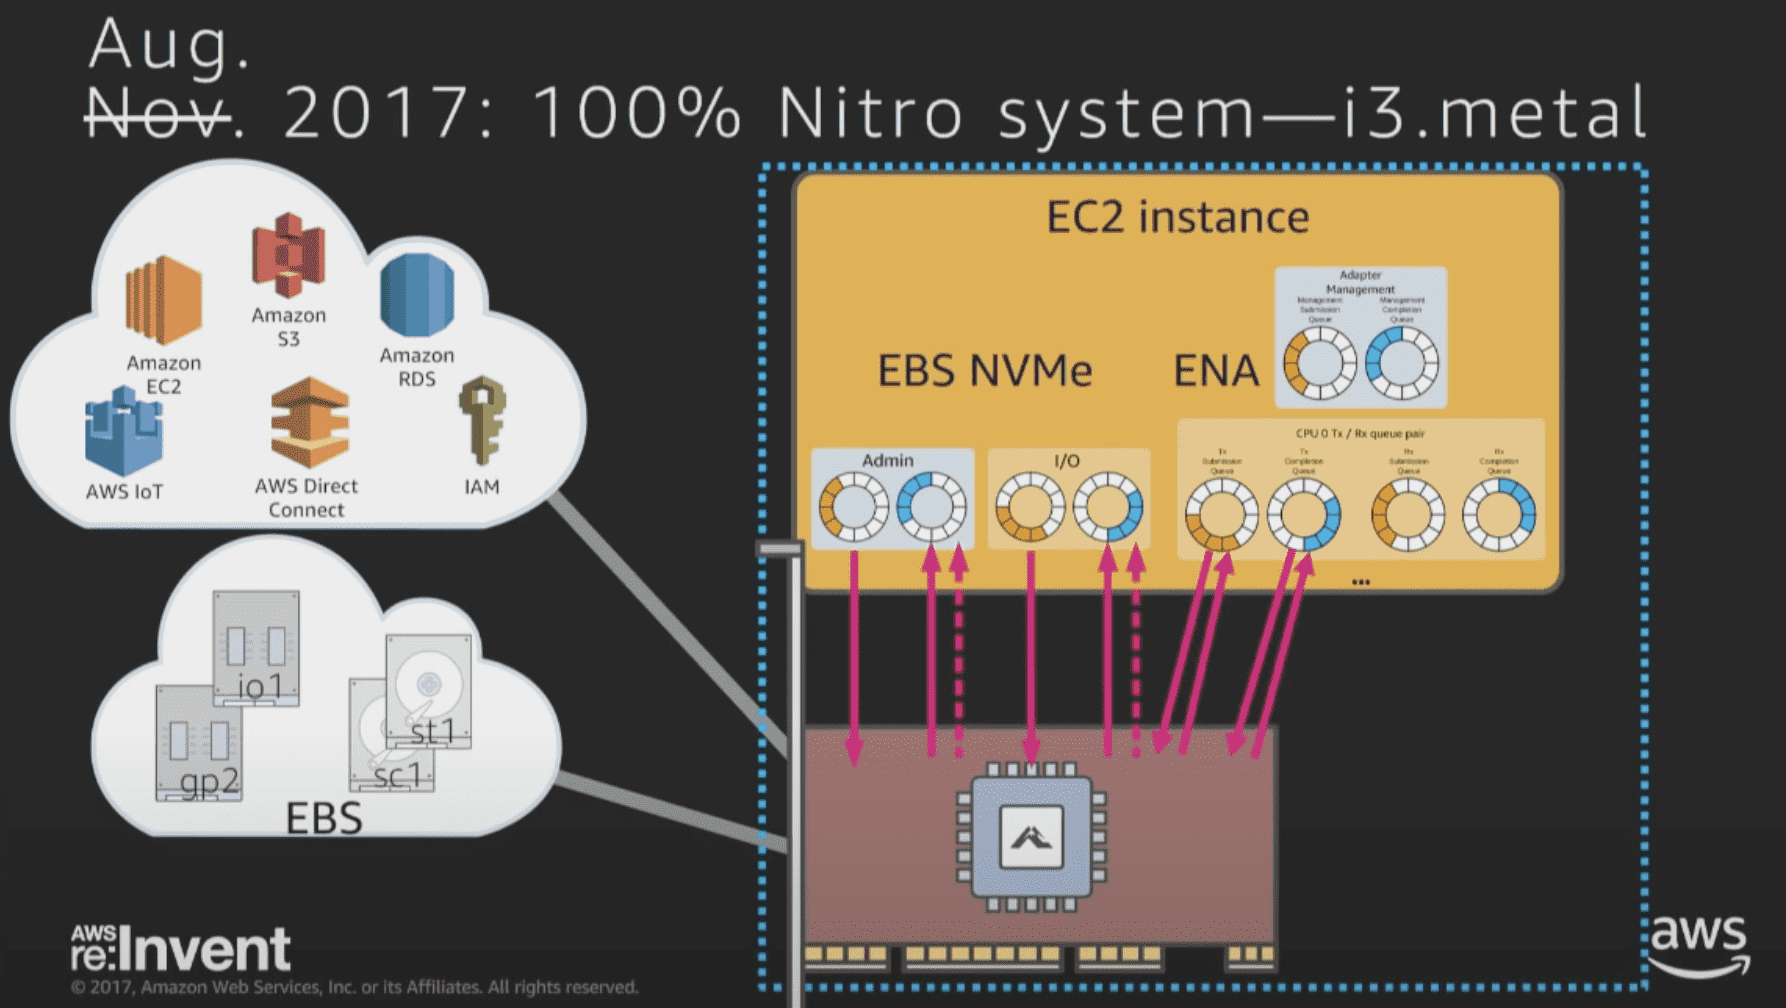 Aug.
Nov. 2017: 100% Nitro system—i3.metal
Amazon
S3
Amazon
EC2
Amazon
RDS
AWS IoT
AWS Direct
Connect
IAM
io1
gp2
st1
sc1
EBS
EC2 instance
EBS NVMe
ENA
Adapter
Management
Management
Submission
Queue
Management
Completion
Queue
Admin
I/O
CPU 0 Tx / Rx queue pair
Tx
Submission
Queue
Tx
Completion
Queue
Rx
Submission
Queue
Rx
Completion
Queue
...
AWS
re:Invent
© 2017, Amazon Web Services, Inc. or its Affiliates. All rights reserved.
aws